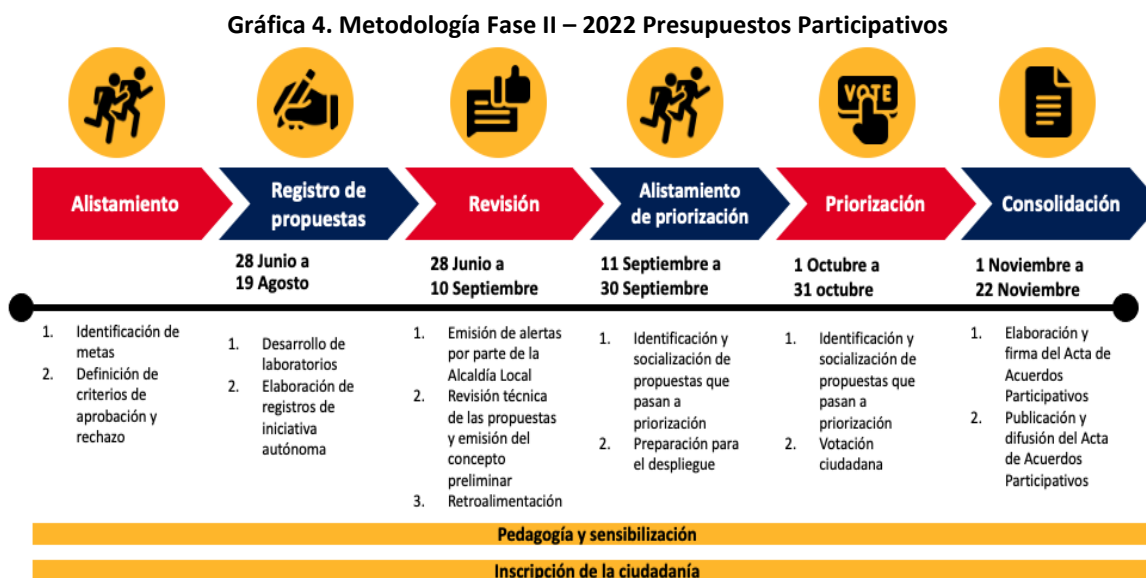 Gráfica 4. Metodología Fase II – 2022 Presupuestos Participativos
VOTE
Alistamiento
Registro de
propuestas
Revisión
Alistamiento
de priorización
Priorización
Consolidación
28 Junio a
19 Agosto
28 Junio a
10 Septiembre
11 Septiembre a
30 Septiembre
1 Octubre a
31 octubre
1 Noviembre a
22 Noviembre
1. Identificación de
metas
2. Definición de
criterios de
aprobación y
rechazo
1. Desarrollo de
laboratorios
2. Elaboración de
registros de
iniciativa
autónoma
1. Emisión de alertas
por parte de la
Alcaldía Local
2. Revisión técnica
de las propuestas
y emisión del
concepto
preliminar
3. Retroalimentación
1. Identificación y
socialización de
propuestas que
pasan a
priorización
2. Preparación para
el despliegue
1. Identificación y
socialización de
propuestas que
pasan a
priorización
2. Votación
ciudadana
1. Elaboración y
firma del Acta de
Acuerdos
Participativos
2. Publicación y
difusión del Acta
de Acuerdos
Participativos
Pedagogía y sensibilización
Inscripción de la ciudadanía